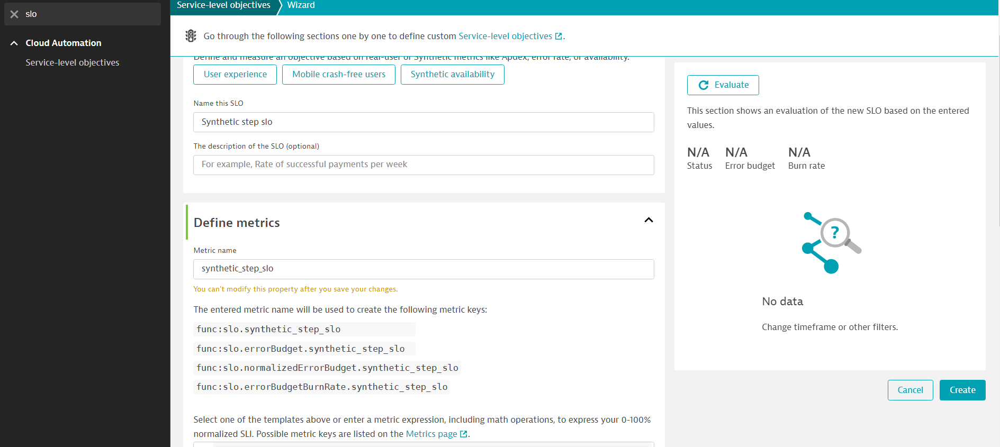 slo
Cloud Automation
Service-level objectives
Service-level objectives
Wizard
Go through the following sections one by one to define custom Service-level objectives.
Define and measure an objective based on real-user or Synthetic metrics like Apdex, error rate, or availability.
User experience
Mobile crash-free users
Synthetic availability
Name this SLO
Synthetic step slo
The description of the SLO (optional)
For example, Rate of successful payments per week
Define metrics
Metric name
synthetic_step_slo
You can't modify this property after you save your changes.
The entered metric name will be used to create the following metric keys:
func:slo.synthetic_step_slo
func:slo.errorBudget.synthetic_step_slo
func:slo.normalizedErrorBudget.synthetic_step_slo
func:slo.errorBudgetBurnRate.synthetic_step_slo
Select one of the templates above or enter a metric expression, including math operations, to express your 0-100%
normalized SLI. Possible metric keys are listed on the Metrics page.
Evaluate
This section shows an evaluation of the new SLO based on the entered
values.
N/A N/A N/A
Status Error budget Burn rate
?
No data
Change timeframe or other filters.
Cancel
Create